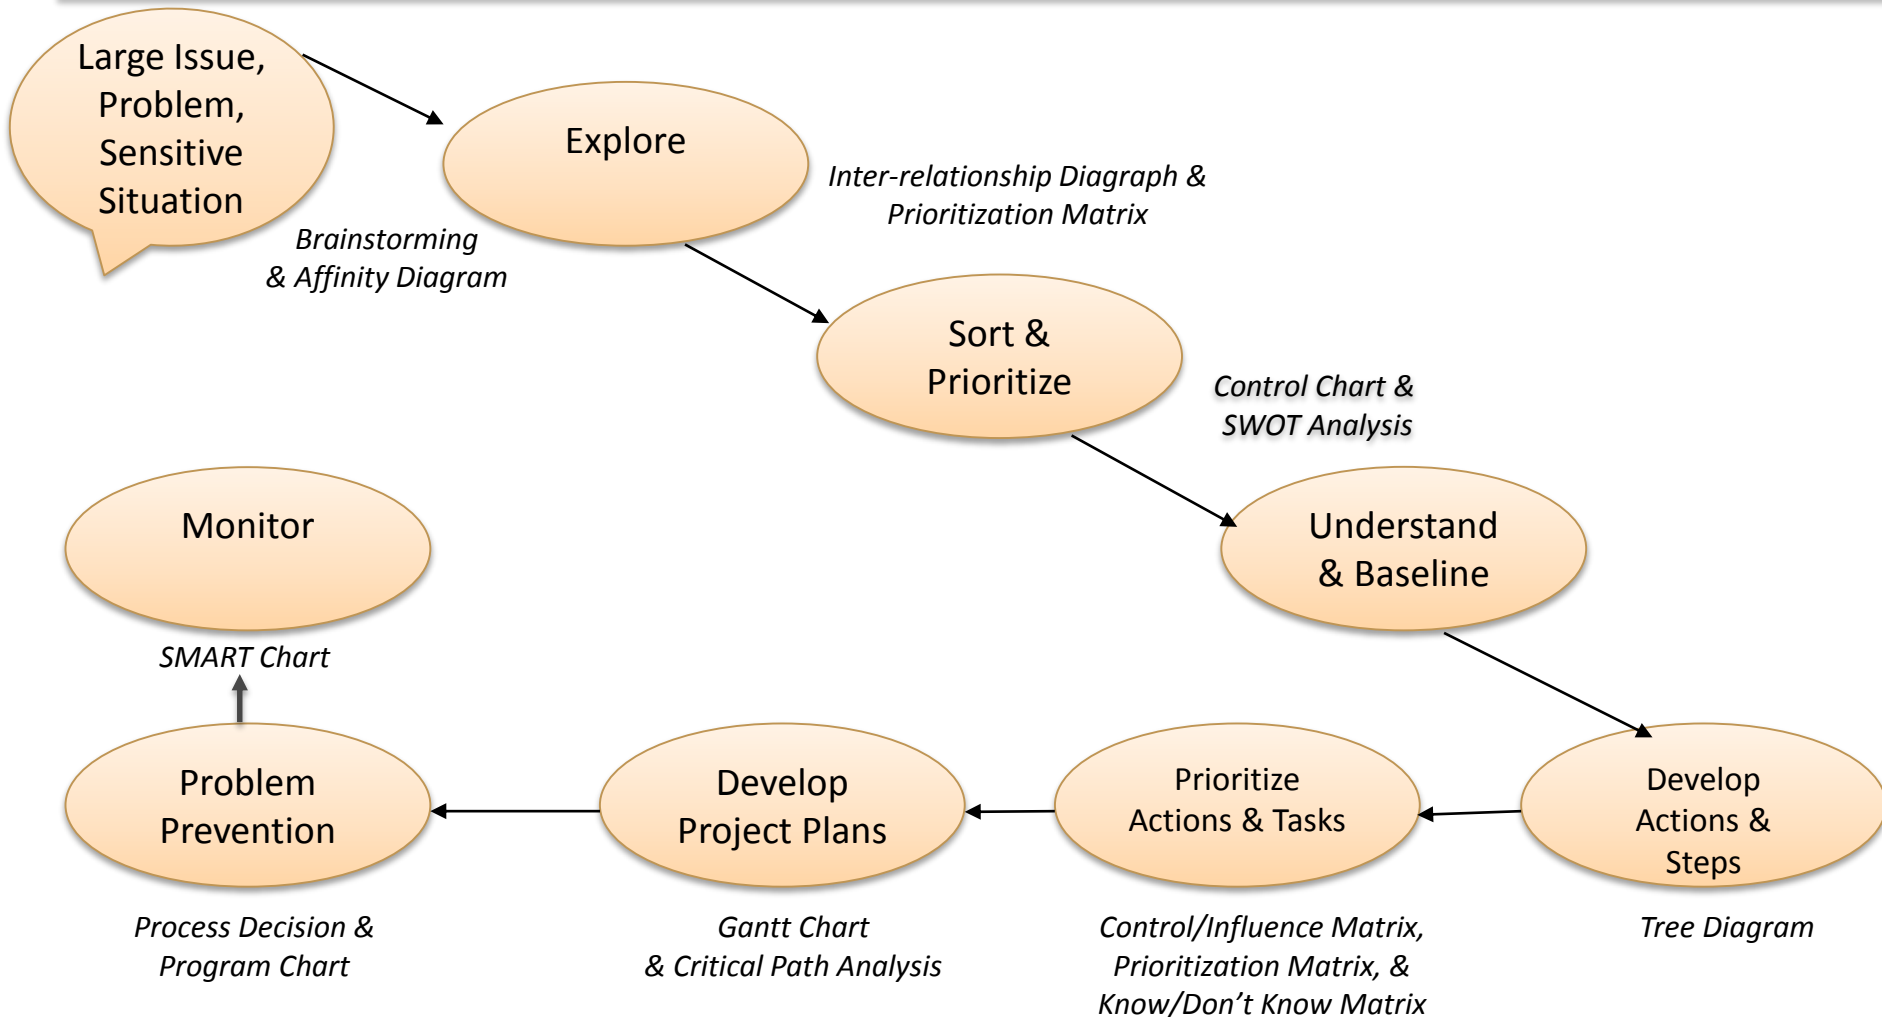 Large Issue,
Problem,
Sensitive
Situation
Explore
Brainstorming
& Affinity Diagram
Inter-relationship Diagraph &
Prioritization Matrix
Sort &
Prioritize
Control Chart &
SWOT Analysis
Understand
& Baseline
Develop
Actions &
Steps
Tree Diagram
Prioritize
Actions & Tasks
Control/Influence Matrix,
Prioritization Matrix, &
Know/Don’t Know Matrix
Develop
Project Plans
Gantt Chart
& Critical Path Analysis
Problem
Prevention
Process Decision &
Program Chart
Monitor
SMART Chart